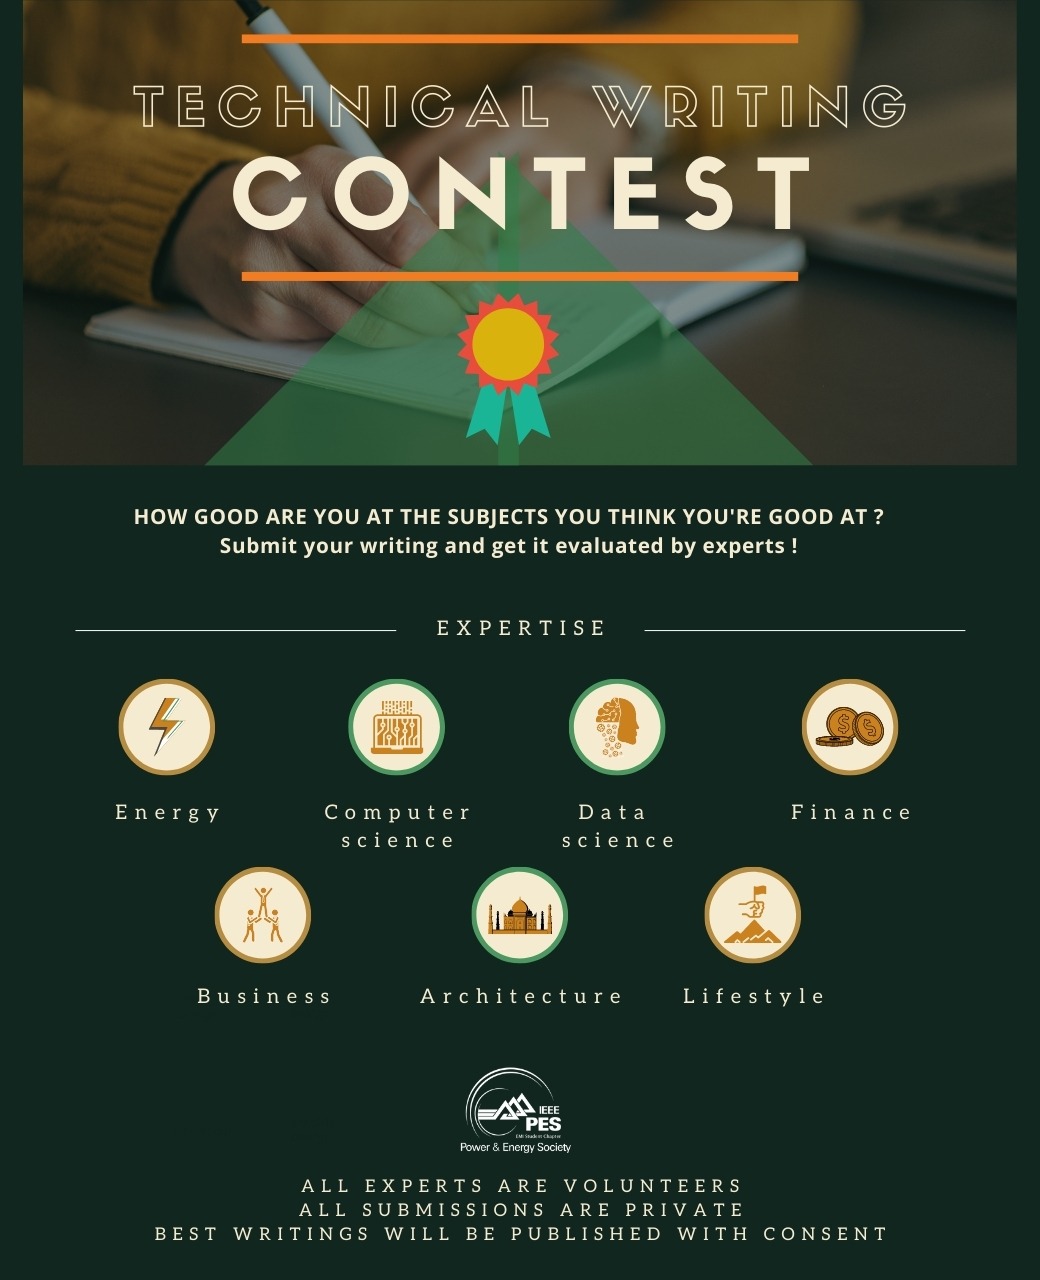 TECHNICAL WRITING
CONTEST
HOW GOOD ARE YOU AT THE SUBJECTS YOU THINK YOU'RE GOOD AT ?
Submit your writing and get it evaluated by experts !
EXPERTISE
Energy
Computer
science
Data
science
Finance
Business
Architecture
Lifestyle
IEEE
PES
EMI Student Chapter
Power & Energy Society
ALL EXPERTS ARE VOLUNTEERS
ALL SUBMISSIONS ARE PRIVATE
BEST WRITINGS WILL BE PUBLISHED WITH CONSENT